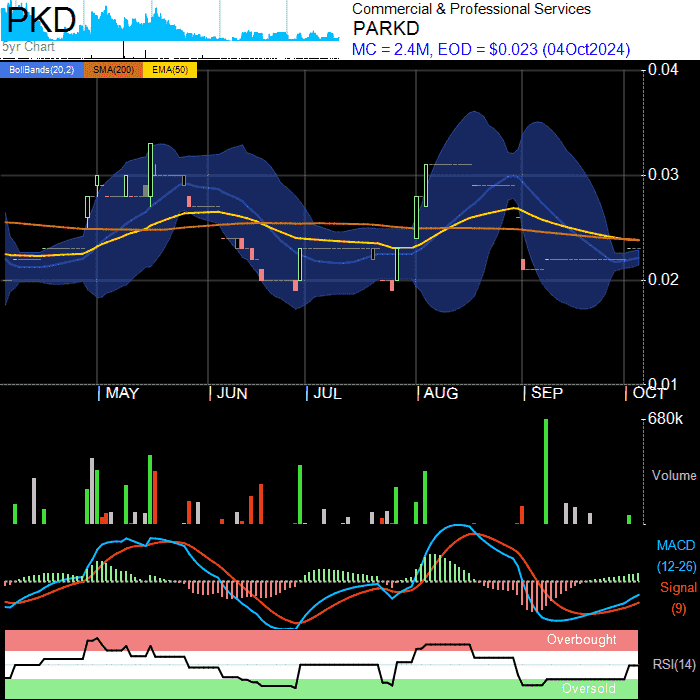 PKD
Commercial & Professional Services
PARKD
5yr Chart
MC = 2.4M, EOD = $0.023 (04Oct2024)
BollBands(20,2) SMA(200) EMA(50)
0.04
0.03
0.02
0.01
MAY JUN JUL AUG SEP OCT
680k
Volume
MACD
(12-26)
Signal
(9)
Overbought
RSI(14)
Oversold